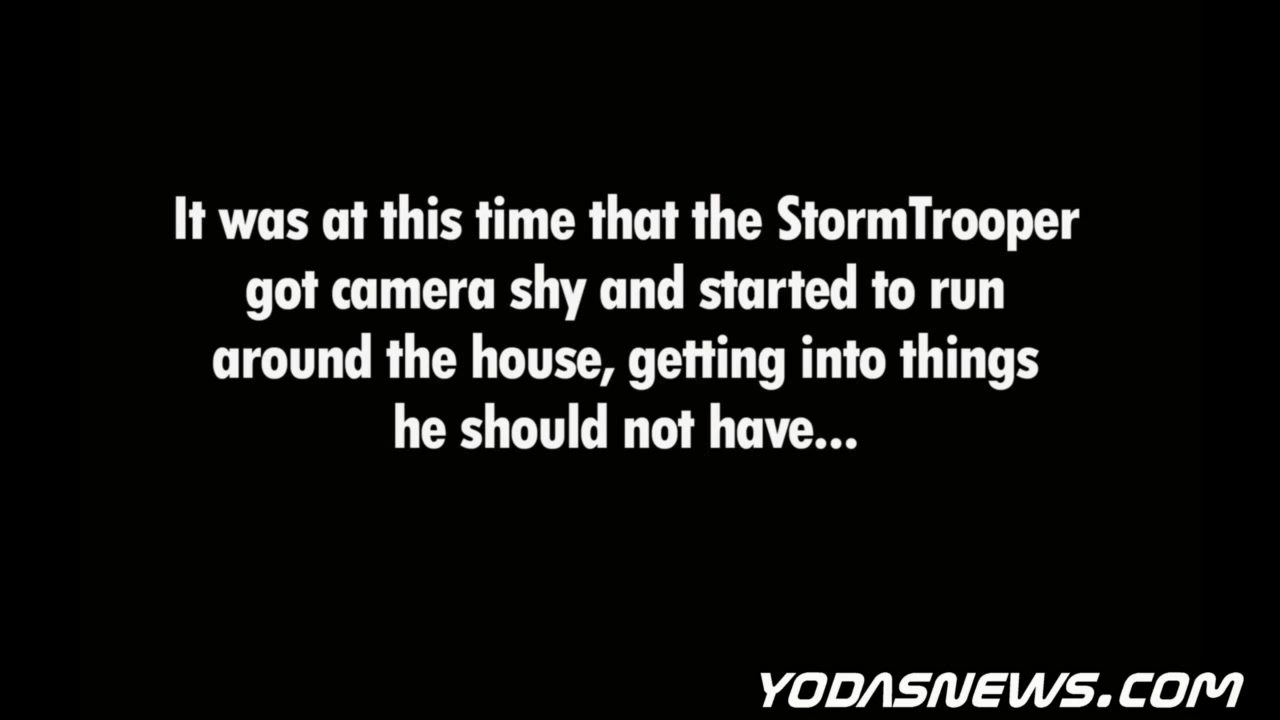 It was at this time that the StormTrooper
got camera shy and started to run
around the house, getting into things
he should not have...
YODASNEWS.COM